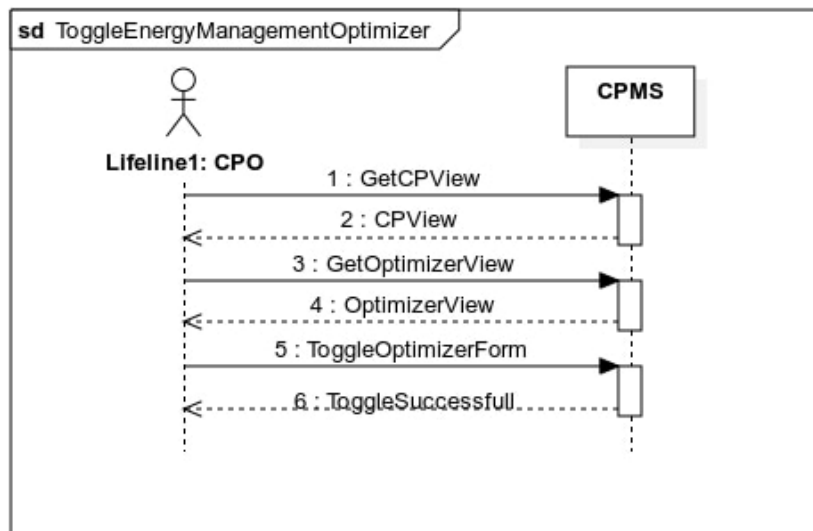 sd ToggleEnergyManagementOptimizer
CPMS
Lifeline1: CPO
1 : GetCPView
2 : CPView
3 : GetOptimizerView
4 : OptimizerView
5 : ToggleOptimizerForm
6 : ToggleSuccessfull